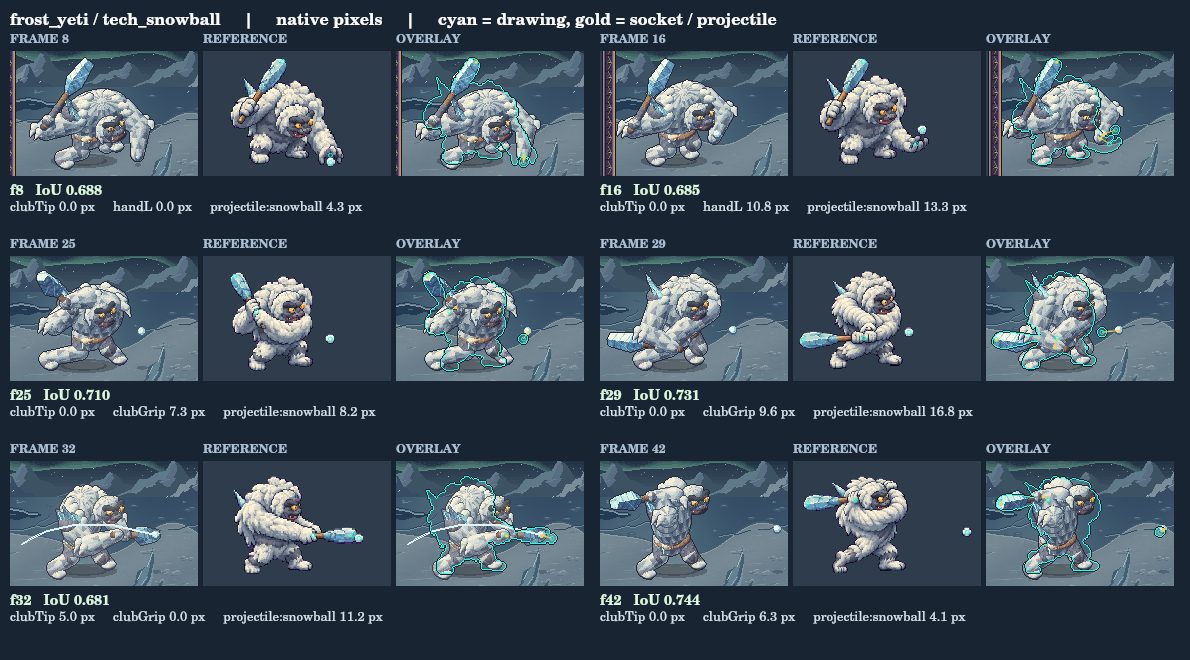 frost_yeti / tech_snowball | native pixels | cyan = drawing, gold = socket / projectile
FRAME 8 REFERENCE OVERLAY FRAME 16 REFERENCE OVERLAY
f8 IoU 0.688 f16 IoU 0.685
clubTip 0.0 px handL 0.0 px projectile:snowball 4.3 px clubTip 0.0 px handL 10.8 px projectile:snowball 13.3 px
FRAME 25 REFERENCE OVERLAY FRAME 29 REFERENCE OVERLAY
f25 IoU 0.710 f29 IoU 0.731
clubTip 0.0 px clubGrip 7.3 px projectile:snowball 8.2 px clubTip 0.0 px clubGrip 9.6 px projectile:snowball 16.8 px
FRAME 32 REFERENCE OVERLAY FRAME 42 REFERENCE OVERLAY
f32 IoU 0.681 f42 IoU 0.744
clubTip 5.0 px clubGrip 0.0 px projectile:snowball 11.2 px clubTip 0.0 px clubGrip 6.3 px projectile:snowball 4.1 px